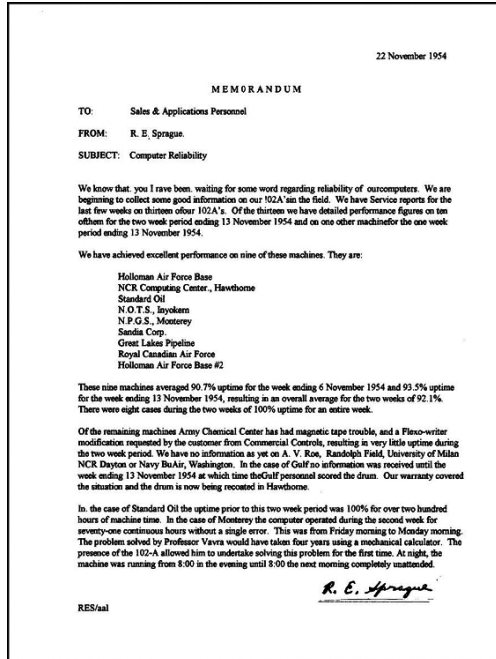 22 November 1954
MEMORANDUM
TO: Sales & Applications Personnel
FROM: R. E. Sprague.
SUBJECT: Computer Reliability
We know that. you I rave been. waiting for some word regarding reliability of ourcomputers. We are
beginning to collect some good information on our !02A'sin the field. We have Service reports for the
last few weeks on thirteen ofour 102A's. Of the thirteen we have detailed performance figures on ten
ofthem for the two week period ending 13 November 1954 and on one other machinefor the one week
period ending 13 November 1954.
We have achieved excellent performance on nine of these machines. They are:
Holloman Air Force Base
NCR Computing Center., Hawthorne
Standard Oil
N.O.T.S., Inyokern
N.P.G.S., Monterey
Sandia Corp.
Great Lakes Pipeline
Royal Canadian Air Force
Holloman Air Force Base #2
These nine machines averaged 90.7% uptime for the week ending 6 November 1954 and 93.5% uptime
for the week ending 13 November 1954, resulting in an overall average for the two weeks of 92.1%.
There were eight cases during the two weeks of 100% uptime for an entire week.
Of the remaining machines Army Chemical Center has had magnetic tape trouble, and a Flexo-writer
modification requested by the customer from Commercial Controls, resulting in very little uptime during
the two week period. We have no information as yet on A. V. Roe, Randolph Field, University of Milan
NCR Dayton or Navy BuAir, Washington. In the case of Gulf no information was received until the
week ending 13 November 1954 at which time theGulf personnel scored the drum. Our warranty covered
the situation and the drum is now being recoated in Hawthorne.
In. the case of Standard Oil the uptime prior to this two week period was 100% for over two hundred
hours of machine time. In the case of Monterey the computer operated during the second week for
seventy-one continuous hours without a single error. This was from Friday morning to Monday morning.
The problem solved by Professor Vavra would have taken four years using a mechanical calculator. The
presence of the 102-A allowed him to undertake solving this problem for the first time. At night, the
machine was running from 8:00 in the evening until 8:00 the next morning completely unattended.
R. E. Sprague
RES/aal